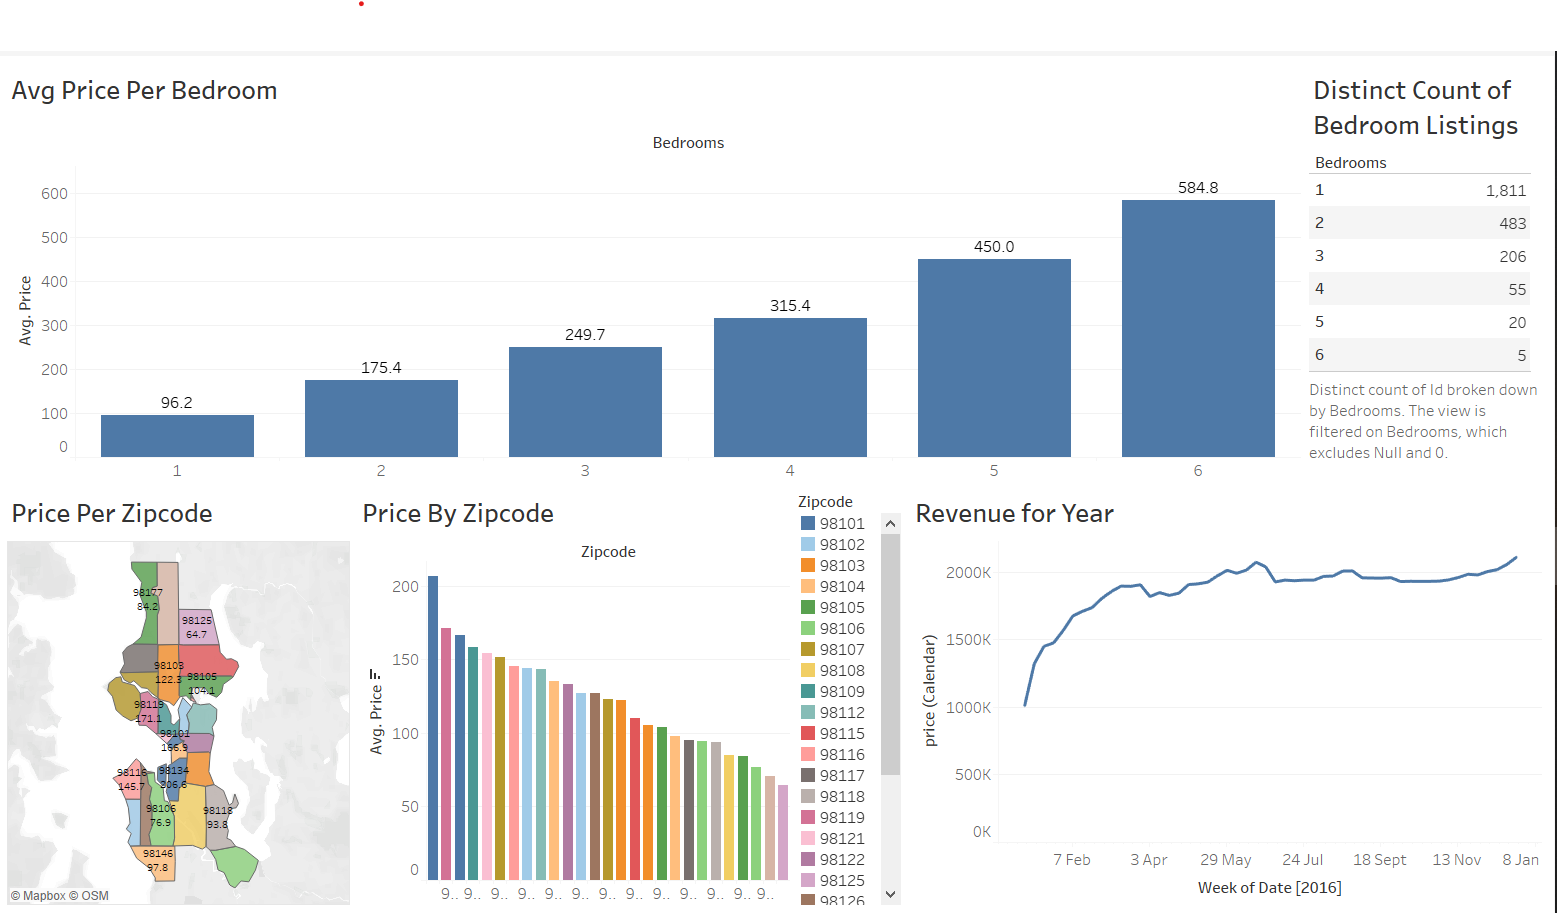 Avg Price Per Bedroom
Bedrooms
Avg. Price
600
500
400
300
200
100
0
96.2
175.4
249.7
315.4
450.0
584.8
1
2
3
4
5
6
Distinct Count of
Bedroom Listings
Bedrooms
1 1,811
2 483
3 206
4 55
5 20
6 5
Distinct count of Id broken down
by Bedrooms. The view is
filtered on Bedrooms, which
excludes Null and 0.
Price Per Zipcode
98177
84.2
98125
64.7
98103
122.3
98105
104.1
98119
171.1
98101
166.9
98116
145.7
98134
206.6
98106
76.9
98118
93.8
98146
97.8
© Mapbox © OSM
Price By Zipcode
Zipcode
Avg. Price
200
150
100
50
0
9.. 9.. 9.. 9.. 9.. 9.. 9.. 9.. 9.. 9.. 9.. 9.. 9..
Zipcode
98101
98102
98103
98104
98105
98106
98107
98108
98109
98112
98115
98116
98117
98118
98119
98121
98122
98125
98126
Revenue for Year
price (Calendar)
2000K
1500K
1000K
500K
0K
7 Feb
3 Apr
29 May
24 Jul
18 Sept
13 Nov
8 Jan
Week of Date [2016]